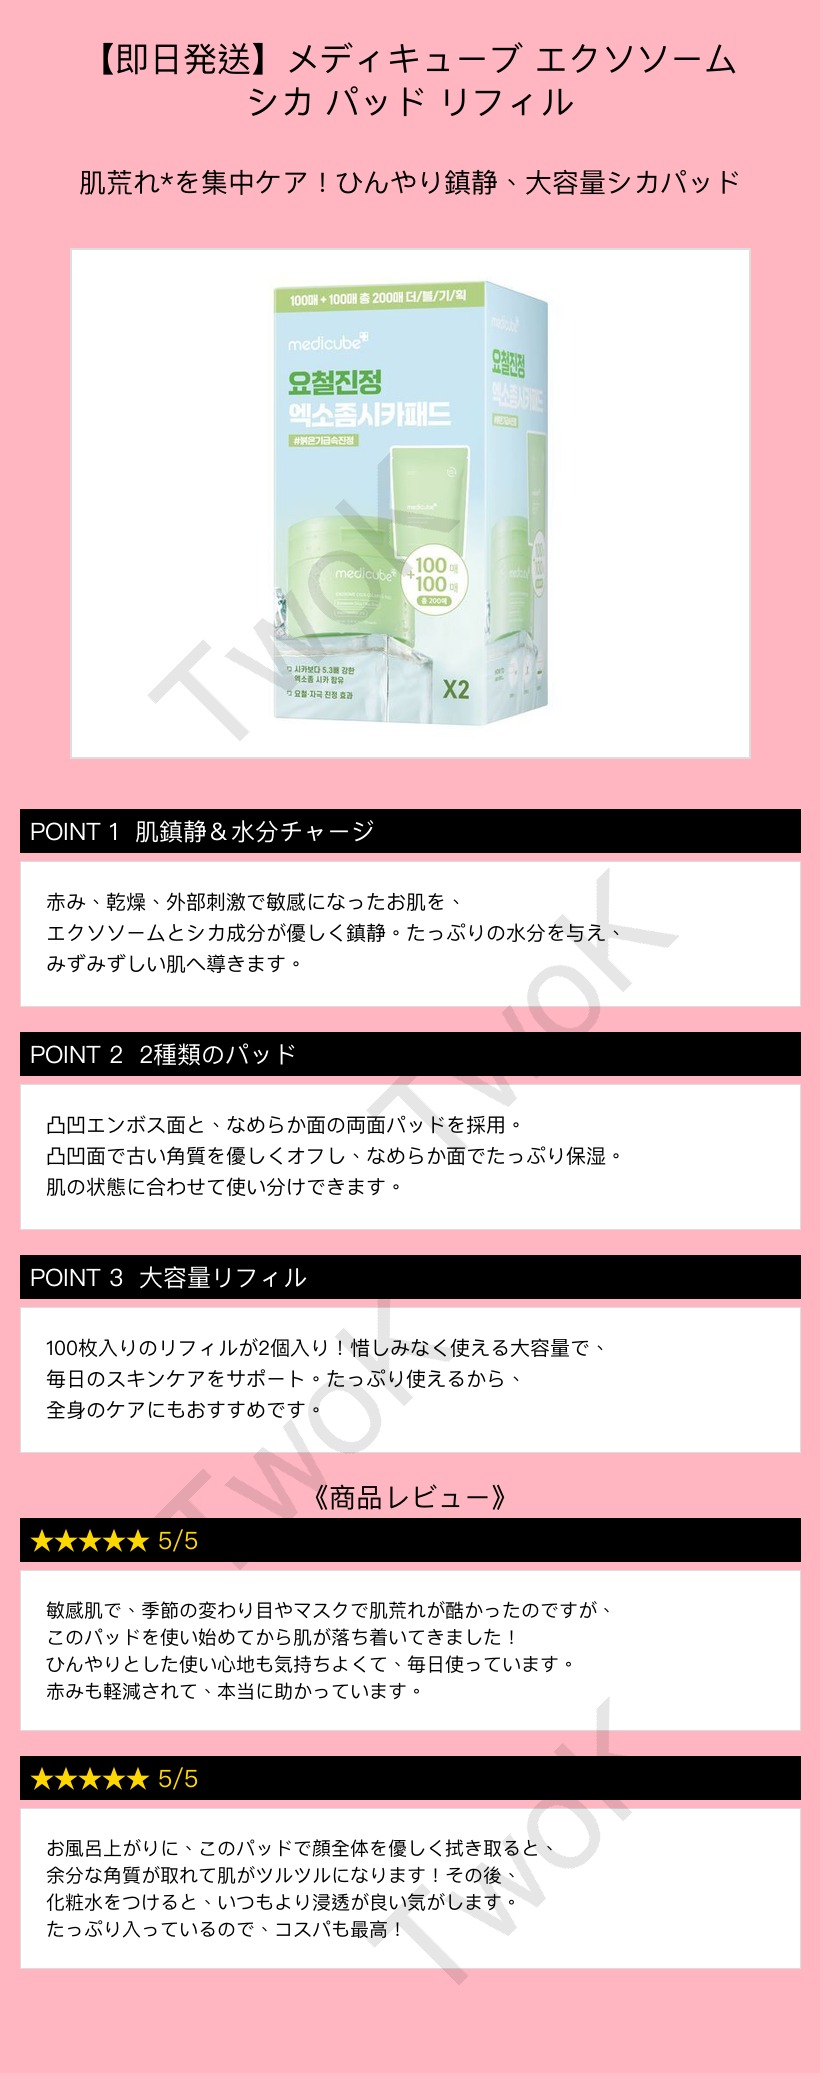 【即日発送】メディキューブ エクソソーム
シカ パッド リフィル
肌荒れ*を集中ケア！ひんやり鎮静、大容量シカパッド
100매 + 100매 총 200매 더/블/기/획
medicube
요철진정
엑소좀시카패드
#붉은기급속진정
medicube
요철진정
엑소좀시카패드
medicube
medicube
100매
+100매
총 200매
시카보다 5.3배 강한
엑소좀 시카 함유
요철·자극 진정 효과
X2
TwoK
POINT 1 肌鎮静＆水分チャージ
赤み、乾燥、外部刺激で敏感になったお肌を、
エクソソームとシカ成分が優しく鎮静。たっぷりの水分を与え、
みずみずしい肌へ導きます。
TwoK
POINT 2 2種類のパッド
凸凹エンボス面と、なめらか面の両面パッドを採用。
凸凹面で古い角質を優しくオフし、なめらか面でたっぷり保湿。
肌の状態に合わせて使い分けできます。
POINT 3 大容量リフィル
100枚入りのリフィルが2個入り！惜しみなく使える大容量で、
毎日のスキンケアをサポート。たっぷり使えるから、
全身のケアにもおすすめです。
TwoK
《商品レビュー》
★★★★★ 5/5
敏感肌で、季節の変わり目やマスクで肌荒れが酷かったのですが、
このパッドを使い始めてから肌が落ち着いてきました！
ひんやりとした使い心地も気持ちよくて、毎日使っています。
赤みも軽減されて、本当に助かっています。
★★★★★ 5/5
お風呂上がりに、このパッドで顔全体を優しく拭き取ると、
余分な角質が取れて肌がツルツルになります！その後、
化粧水をつけると、いつもより浸透が良い気がします。
たっぷり入っているので、コスパも最高！
TwoK